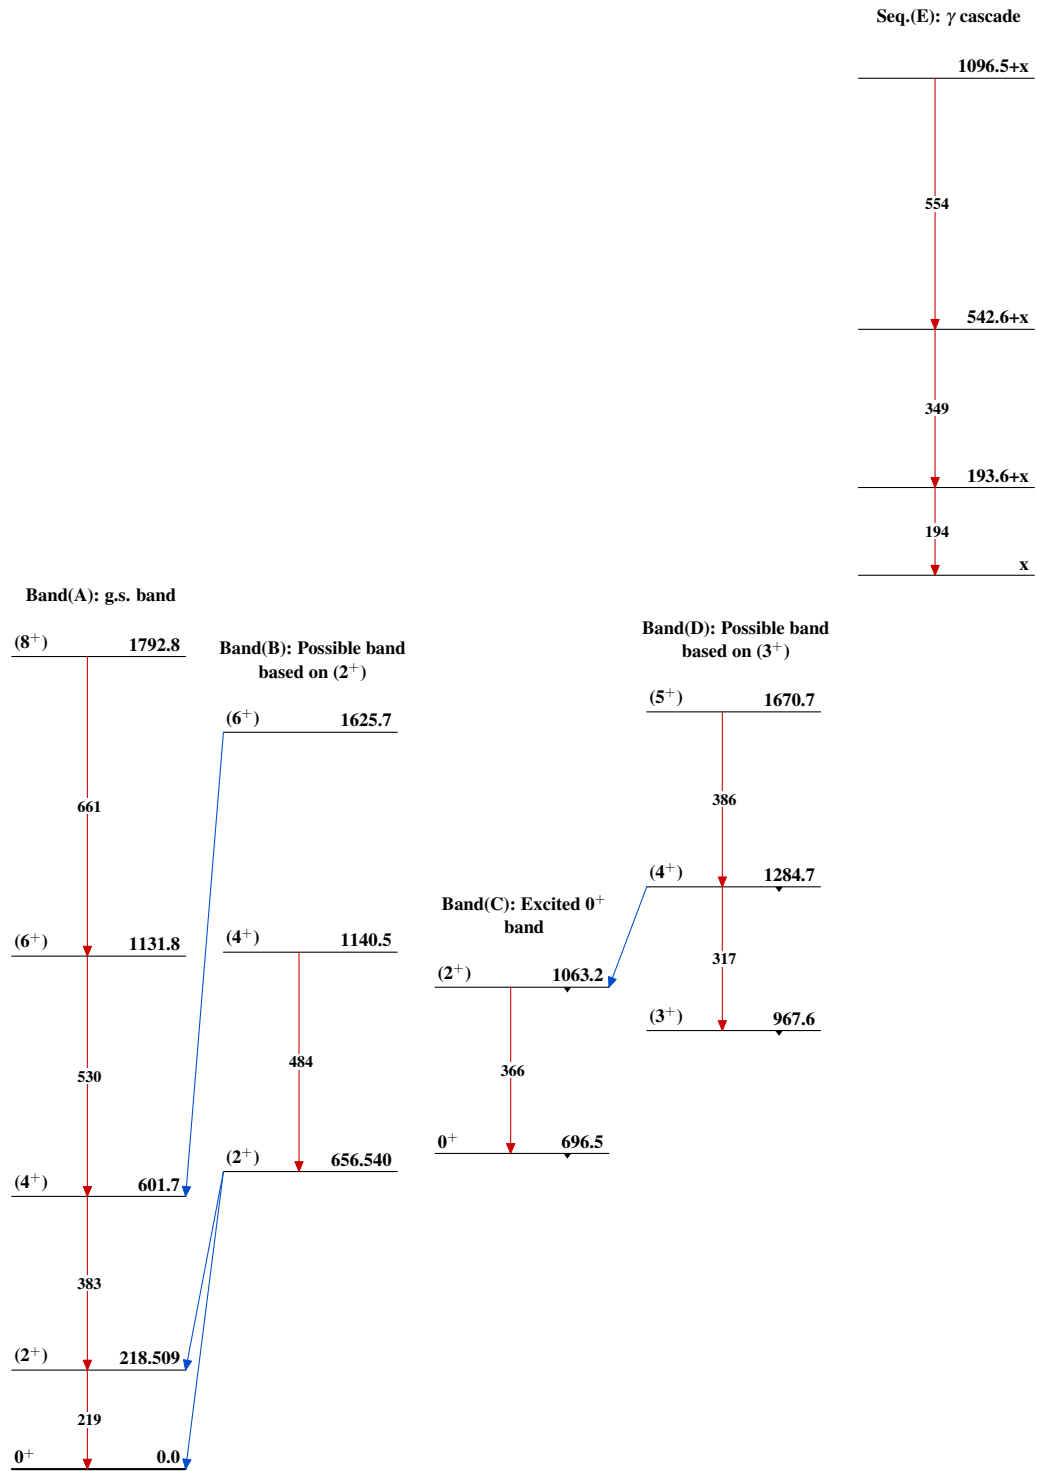 Seq.(E): γ cascade
1096.5+x
554
542.6+x
349
193.6+x
194
x
Band(A): g.s. band
(8⁺) 1792.8
661
(6⁺) 1131.8
530
(4⁺) 601.7
383
(2⁺) 218.509
219
0⁺ 0.0
Band(B): Possible band
based on (2⁺)
(6⁺) 1625.7
(4⁺) 1140.5
484
(2⁺) 656.540
Band(C): Excited 0⁺
band
(2⁺) 1063.2
366
0⁺ 696.5
Band(D): Possible band
based on (3⁺)
(5⁺) 1670.7
386
(4⁺) 1284.7
317
(3⁺) 967.6